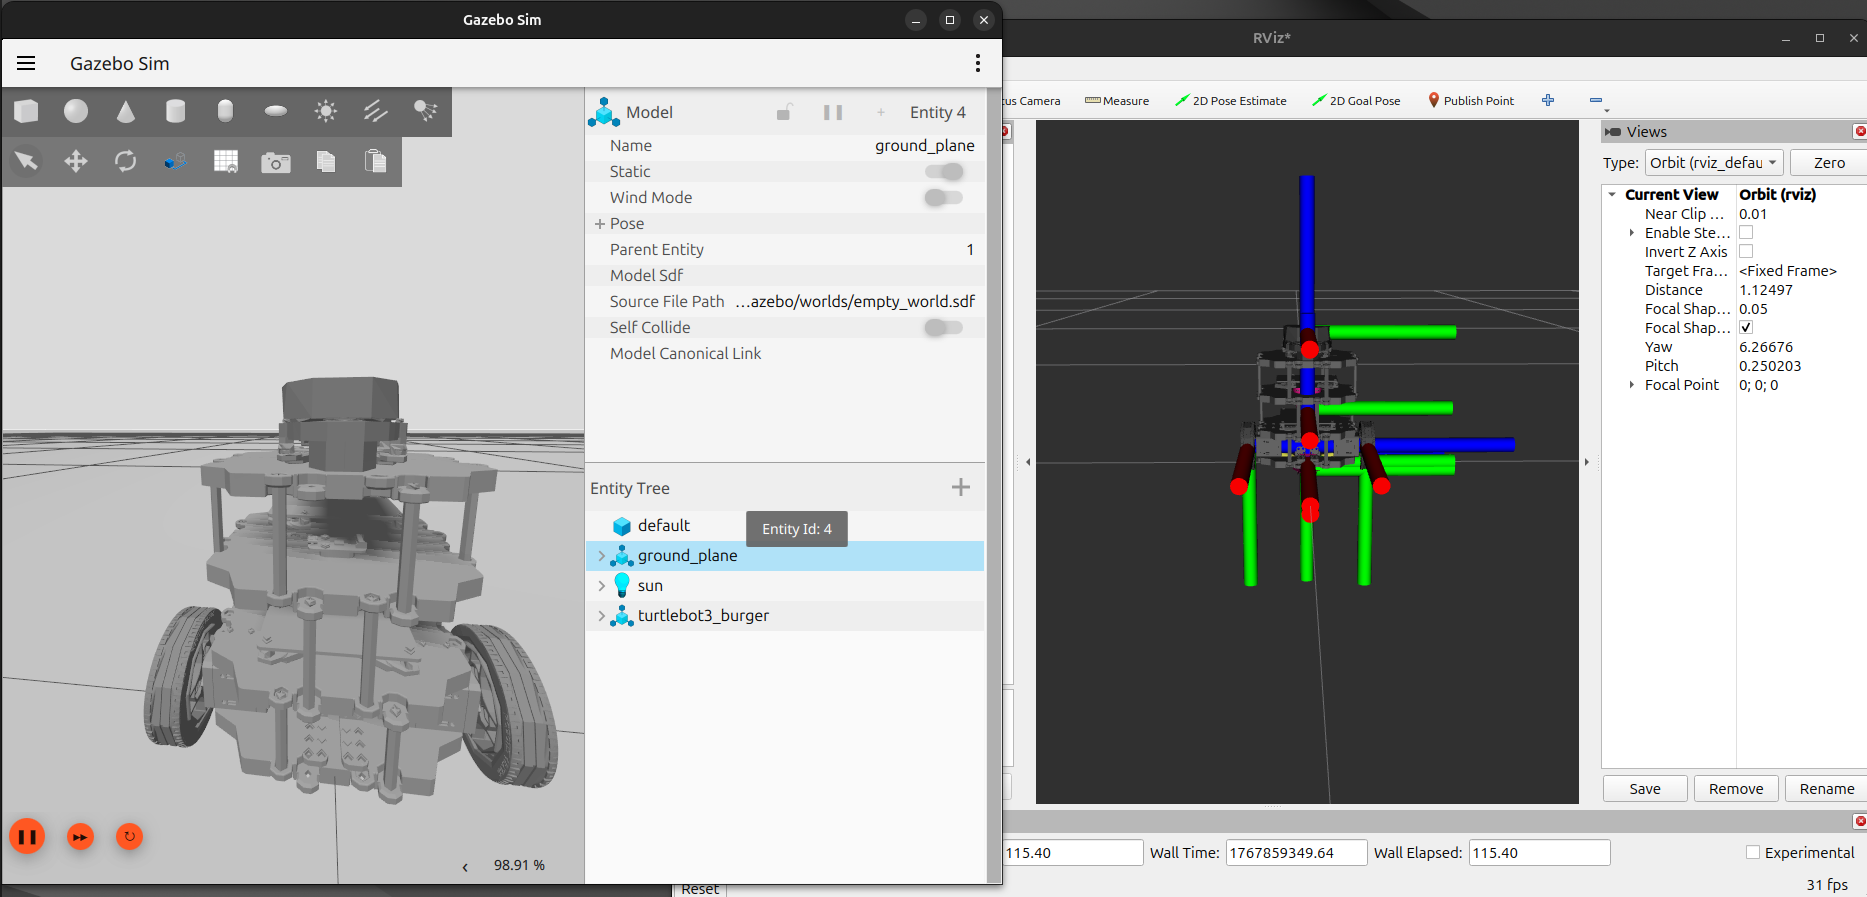 Gazebo Sim
Gazebo Sim
Model
Entity 4
Name ground_plane
Static
Wind Mode
Pose
Parent Entity 1
Model Sdf
Source File Path ...azebo/worlds/empty_world.sdf
Self Collide
Model Canonical Link
Entity Tree
default
Entity Id: 4
ground_plane
sun
turtlebot3_burger
98.91 %
RViz*
cus Camera Measure 2D Pose Estimate 2D Goal Pose Publish Point
Views
Type: Orbit (rviz_defau Zero
Current View Orbit (rviz)
Near Clip ... 0.01
Enable Ste...
Invert Z Axis
Target Fra... <Fixed Frame>
Distance 1.12497
Focal Shap... 0.05
Focal Shap...
Yaw 6.26676
Pitch 0.250203
Focal Point 0; 0; 0
Save Remove Rename
115.40 Wall Time: 1767859349.64 Wall Elapsed: 115.40 Experimental
Reset
31 fps